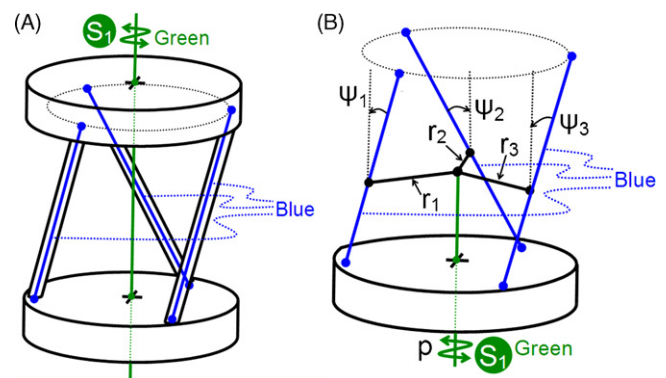 (A)
S1
Green
Blue
(B)
Ψ1
Ψ2
Ψ3
r2
r3
r1
Blue
p
S1
Green